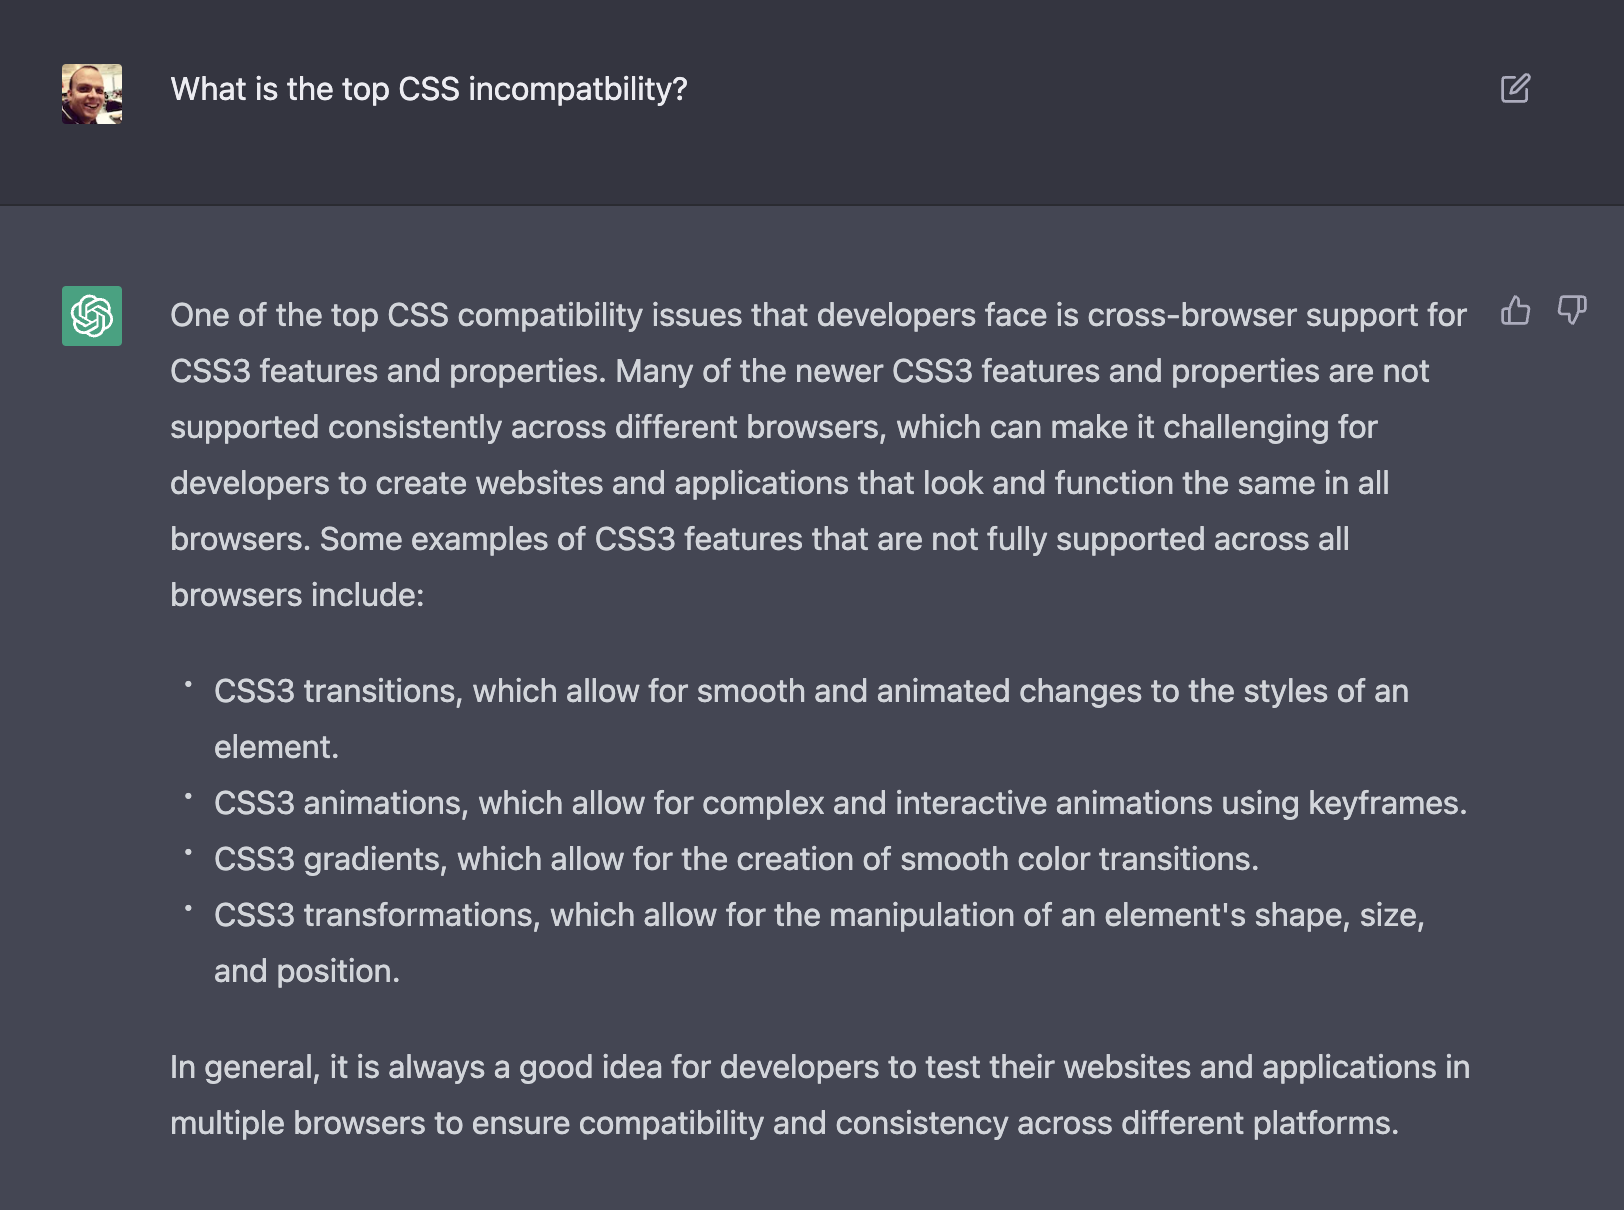 What is the top CSS incompatbility?
One of the top CSS compatibility issues that developers face is cross-browser support for
CSS3 features and properties. Many of the newer CSS3 features and properties are not
supported consistently across different browsers, which can make it challenging for
developers to create websites and applications that look and function the same in all
browsers. Some examples of CSS3 features that are not fully supported across all
browsers include:
• CSS3 transitions, which allow for smooth and animated changes to the styles of an
element.
• CSS3 animations, which allow for complex and interactive animations using keyframes.
• CSS3 gradients, which allow for the creation of smooth color transitions.
• CSS3 transformations, which allow for the manipulation of an element's shape, size,
and position.
In general, it is always a good idea for developers to test their websites and applications in
multiple browsers to ensure compatibility and consistency across different platforms.